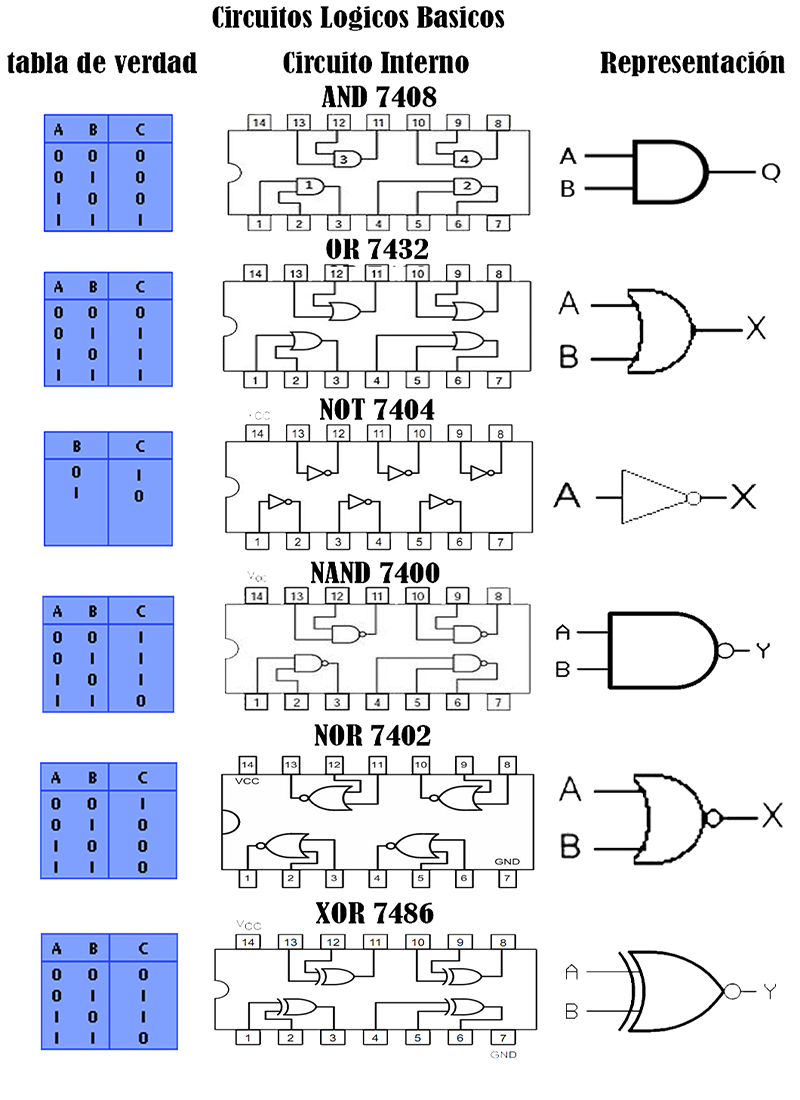 Circuitos Logicos Basicos
tabla de verdad Circuito Interno Representación
AND 7408
A B C
0 0 0
0 1 0
1 0 0
1 1 1
14 13 12 11 10 9 8
3 4
1 2
1 2 3 4 5 6 7
A
B
Q
OR 7432
A B C
0 0 0
0 1 1
1 0 1
1 1 1
14 13 12 11 10 9 8
1 2 3 4 5 6 7
A
B
X
NOT 7404
B C
0 1
1 0
CC
14 13 12 11 10 9 8
1 2 3 4 5 6 7
A X
NAND 7400
A B C
0 0 1
0 1 1
1 0 1
1 1 0
Vcc
14 13 12 11 10 9 8
1 2 3 4 5 6 7
A
B
Y
NOR 7402
A B C
0 0 1
0 1 0
1 0 0
1 1 0
14 13 12 11 10 9 8
VCC
GND
1 2 3 4 5 6 7
A
B
X
XOR 7486
A B C
0 0 0
0 1 1
1 0 1
1 1 0
VCC
14 13 12 11 10 9 8
1 2 3 4 5 6 7
GND
A
B
Y